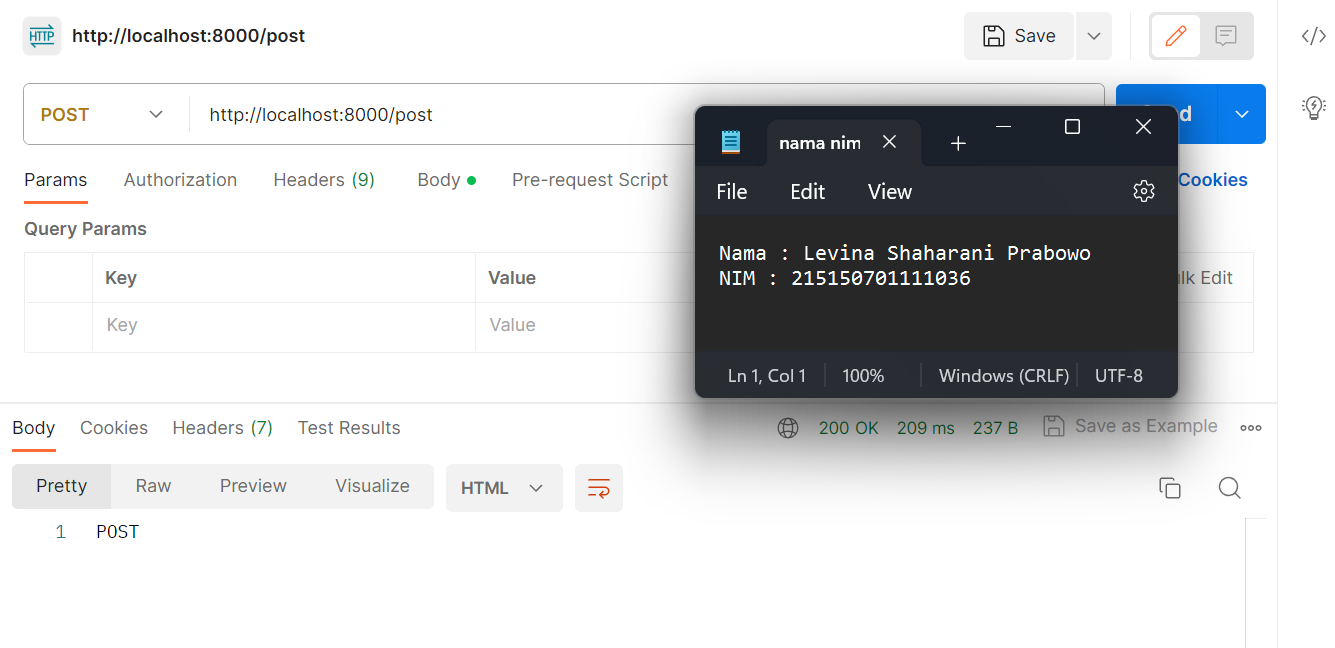 HTTP http://localhost:8000/post Save
POST http://localhost:8000/post d
Params Authorization Headers (9) Body Pre-request Script Cookies
Query Params
Key Value lk Edit
Key Value
nama nim
File Edit View
Nama : Levina Shaharani Prabowo
NIM : 215150701111036
Ln 1, Col 1 100% Windows (CRLF) UTF-8
Body Cookies Headers (7) Test Results 200 OK 209 ms 237 B Save as Example
Pretty Raw Preview Visualize HTML
1 POST